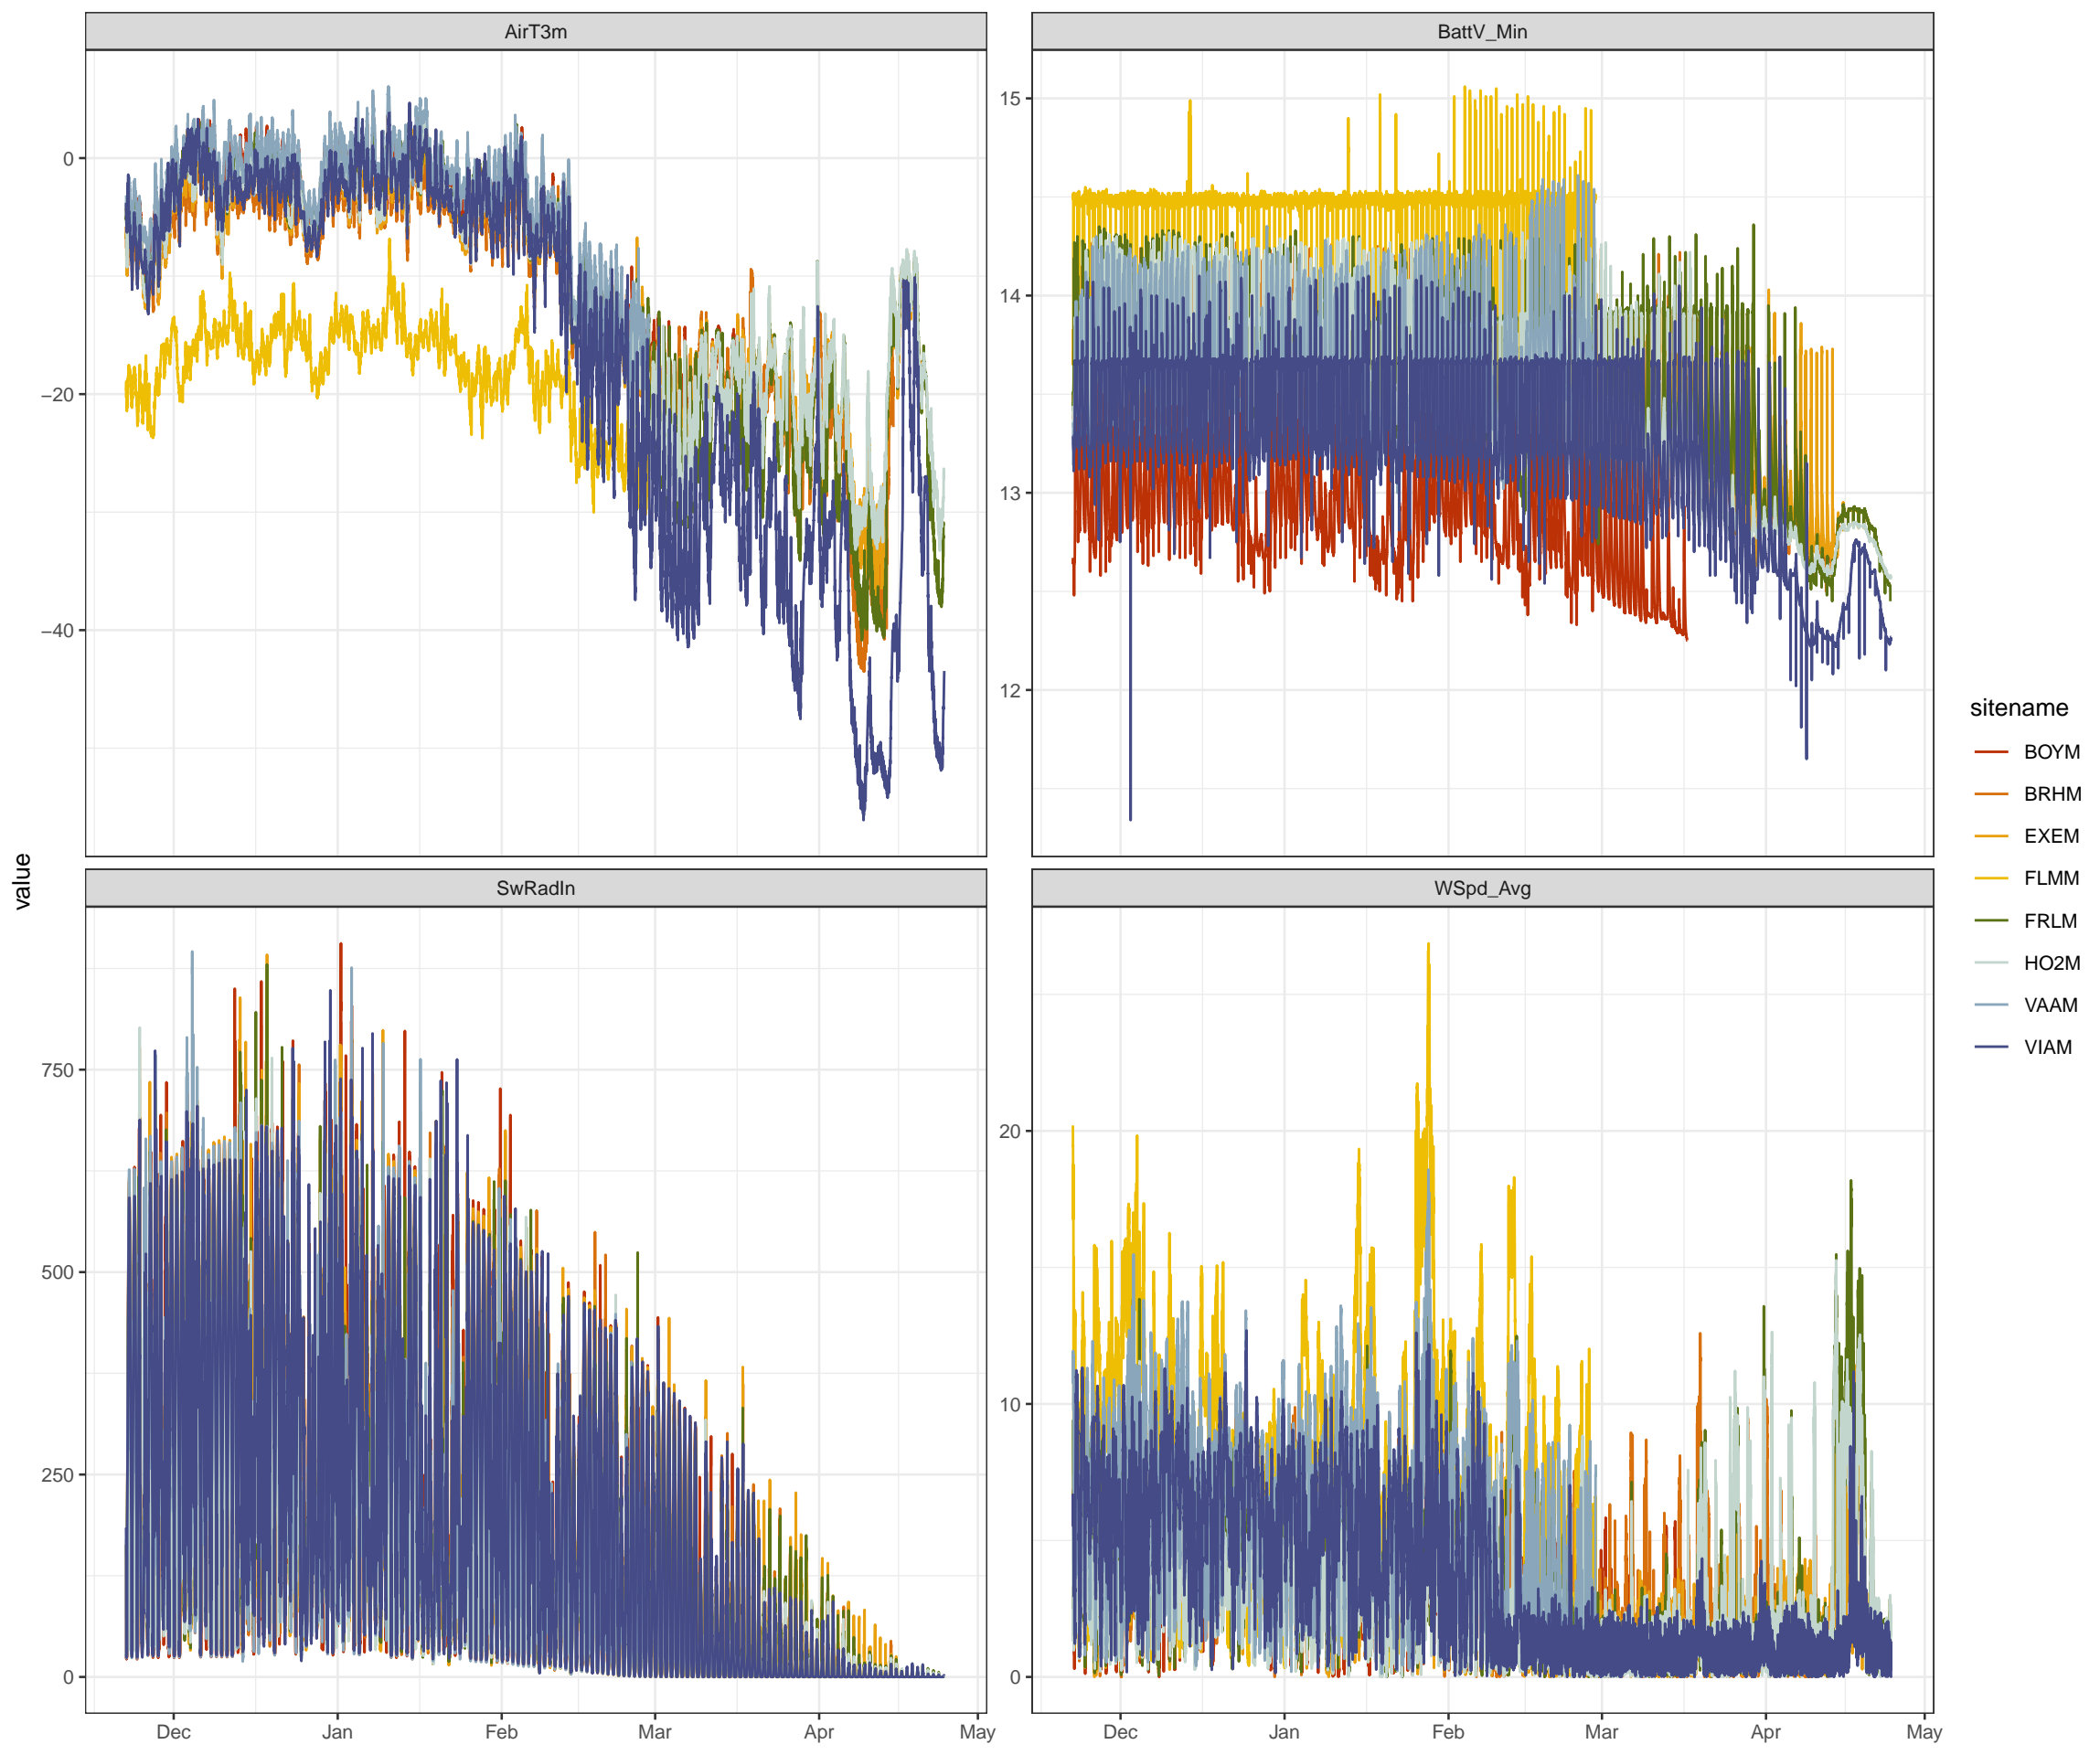 AirT3m
BattV_Min
0
−20
−40
15
14
13
12
SwRadIn
WSpd_Avg
750
500
250
0
20
10
0
Dec Jan Feb Mar Apr May
Dec Jan Feb Mar Apr May
value
sitename
BOYM
BRHM
EXEM
FLMM
FRLM
HO2M
VAAM
VIAM